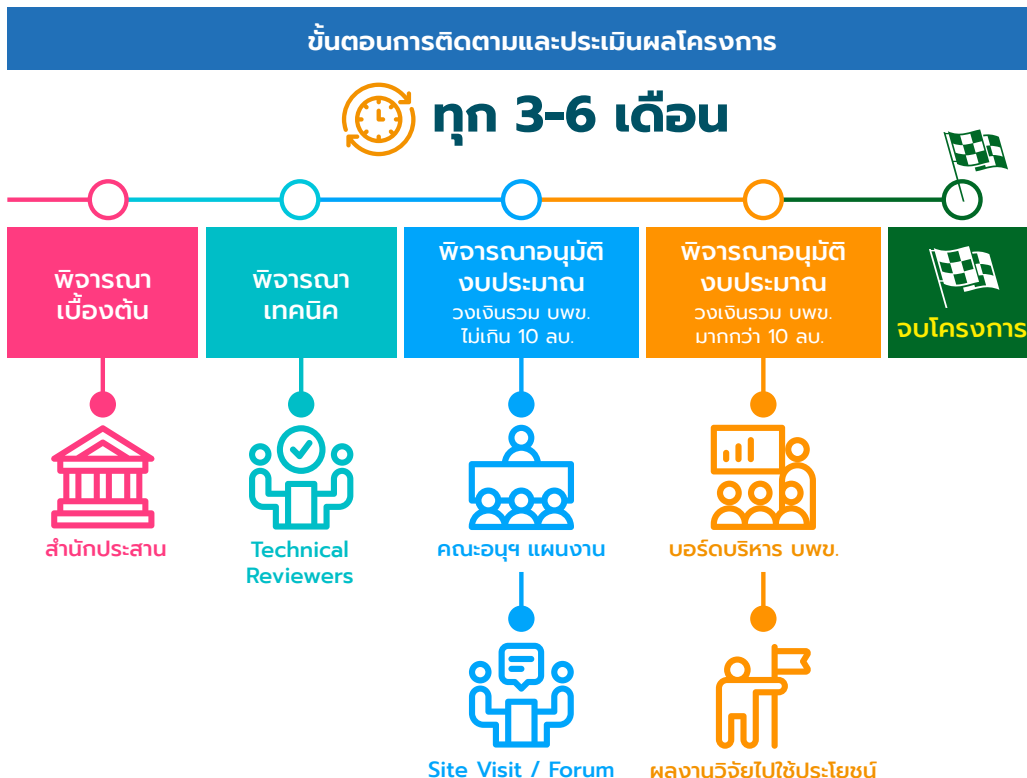 ขั้นตอนการติดตามและประเมินผลโครงการ
ทุก 3-6 เดือน
พิจารณา
เบื้องต้น
พิจารณา
เทคนิค
พิจารณาอนุมัติ
งบประมาณ
วงเงินรวม บพข.
ไม่เกิน 10 ลบ.
พิจารณาอนุมัติ
งบประมาณ
วงเงินรวม บพข.
มากกว่า 10 ลบ.
จบโครงการ
สำนักประสาน
Technical
Reviewers
คณะอนุฯ แผนงาน
บอร์ดบริหาร บพข.
Site Visit / Forum
ผลงานวิจัยไปใช้ประโยชน์